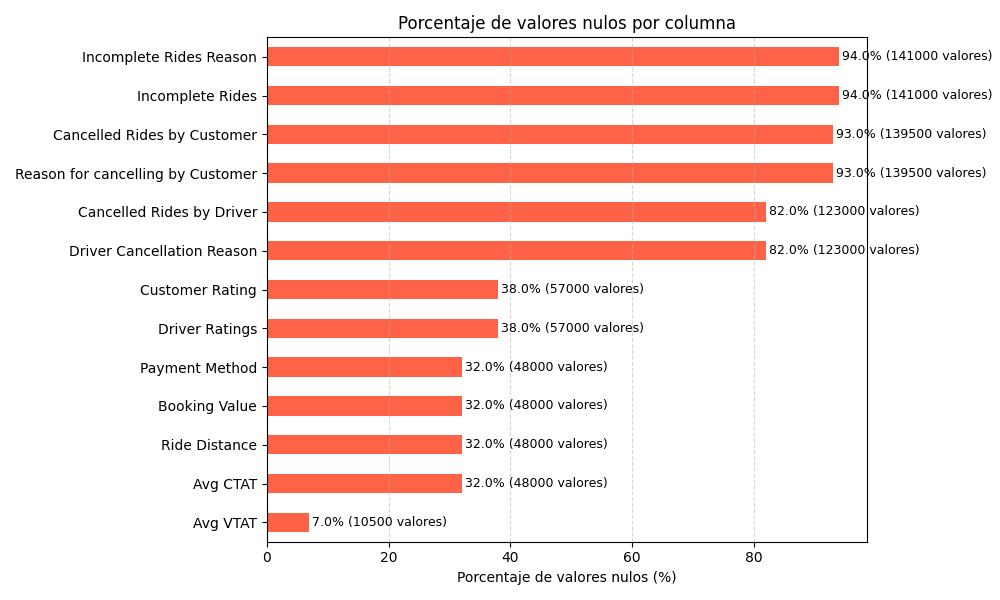 Porcentaje de valores nulos por columna
Incomplete Rides Reason 94.0% (141000 valores)
Incomplete Rides 94.0% (141000 valores)
Cancelled Rides by Customer 93.0% (139500 valores)
Reason for cancelling by Customer 93.0% (139500 valores)
Cancelled Rides by Driver 82.0% (123000 valores)
Driver Cancellation Reason 82.0% (123000 valores)
Customer Rating 38.0% (57000 valores)
Driver Ratings 38.0% (57000 valores)
Payment Method 32.0% (48000 valores)
Booking Value 32.0% (48000 valores)
Ride Distance 32.0% (48000 valores)
Avg CTAT 32.0% (48000 valores)
Avg VTAT 7.0% (10500 valores)
0 20 40 60 80
Porcentaje de valores nulos (%)